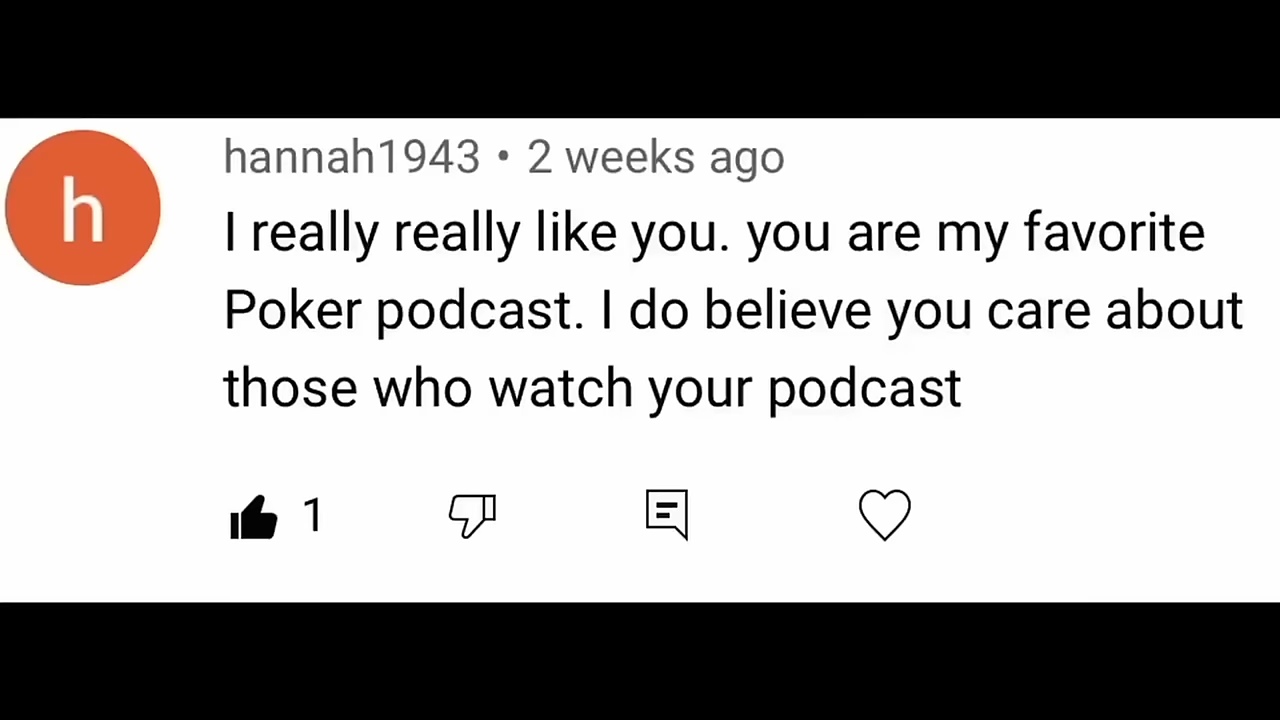 h
hannah1943 • 2 weeks ago
I really really like you. you are my favorite
Poker podcast. I do believe you care about
those who watch your podcast
1